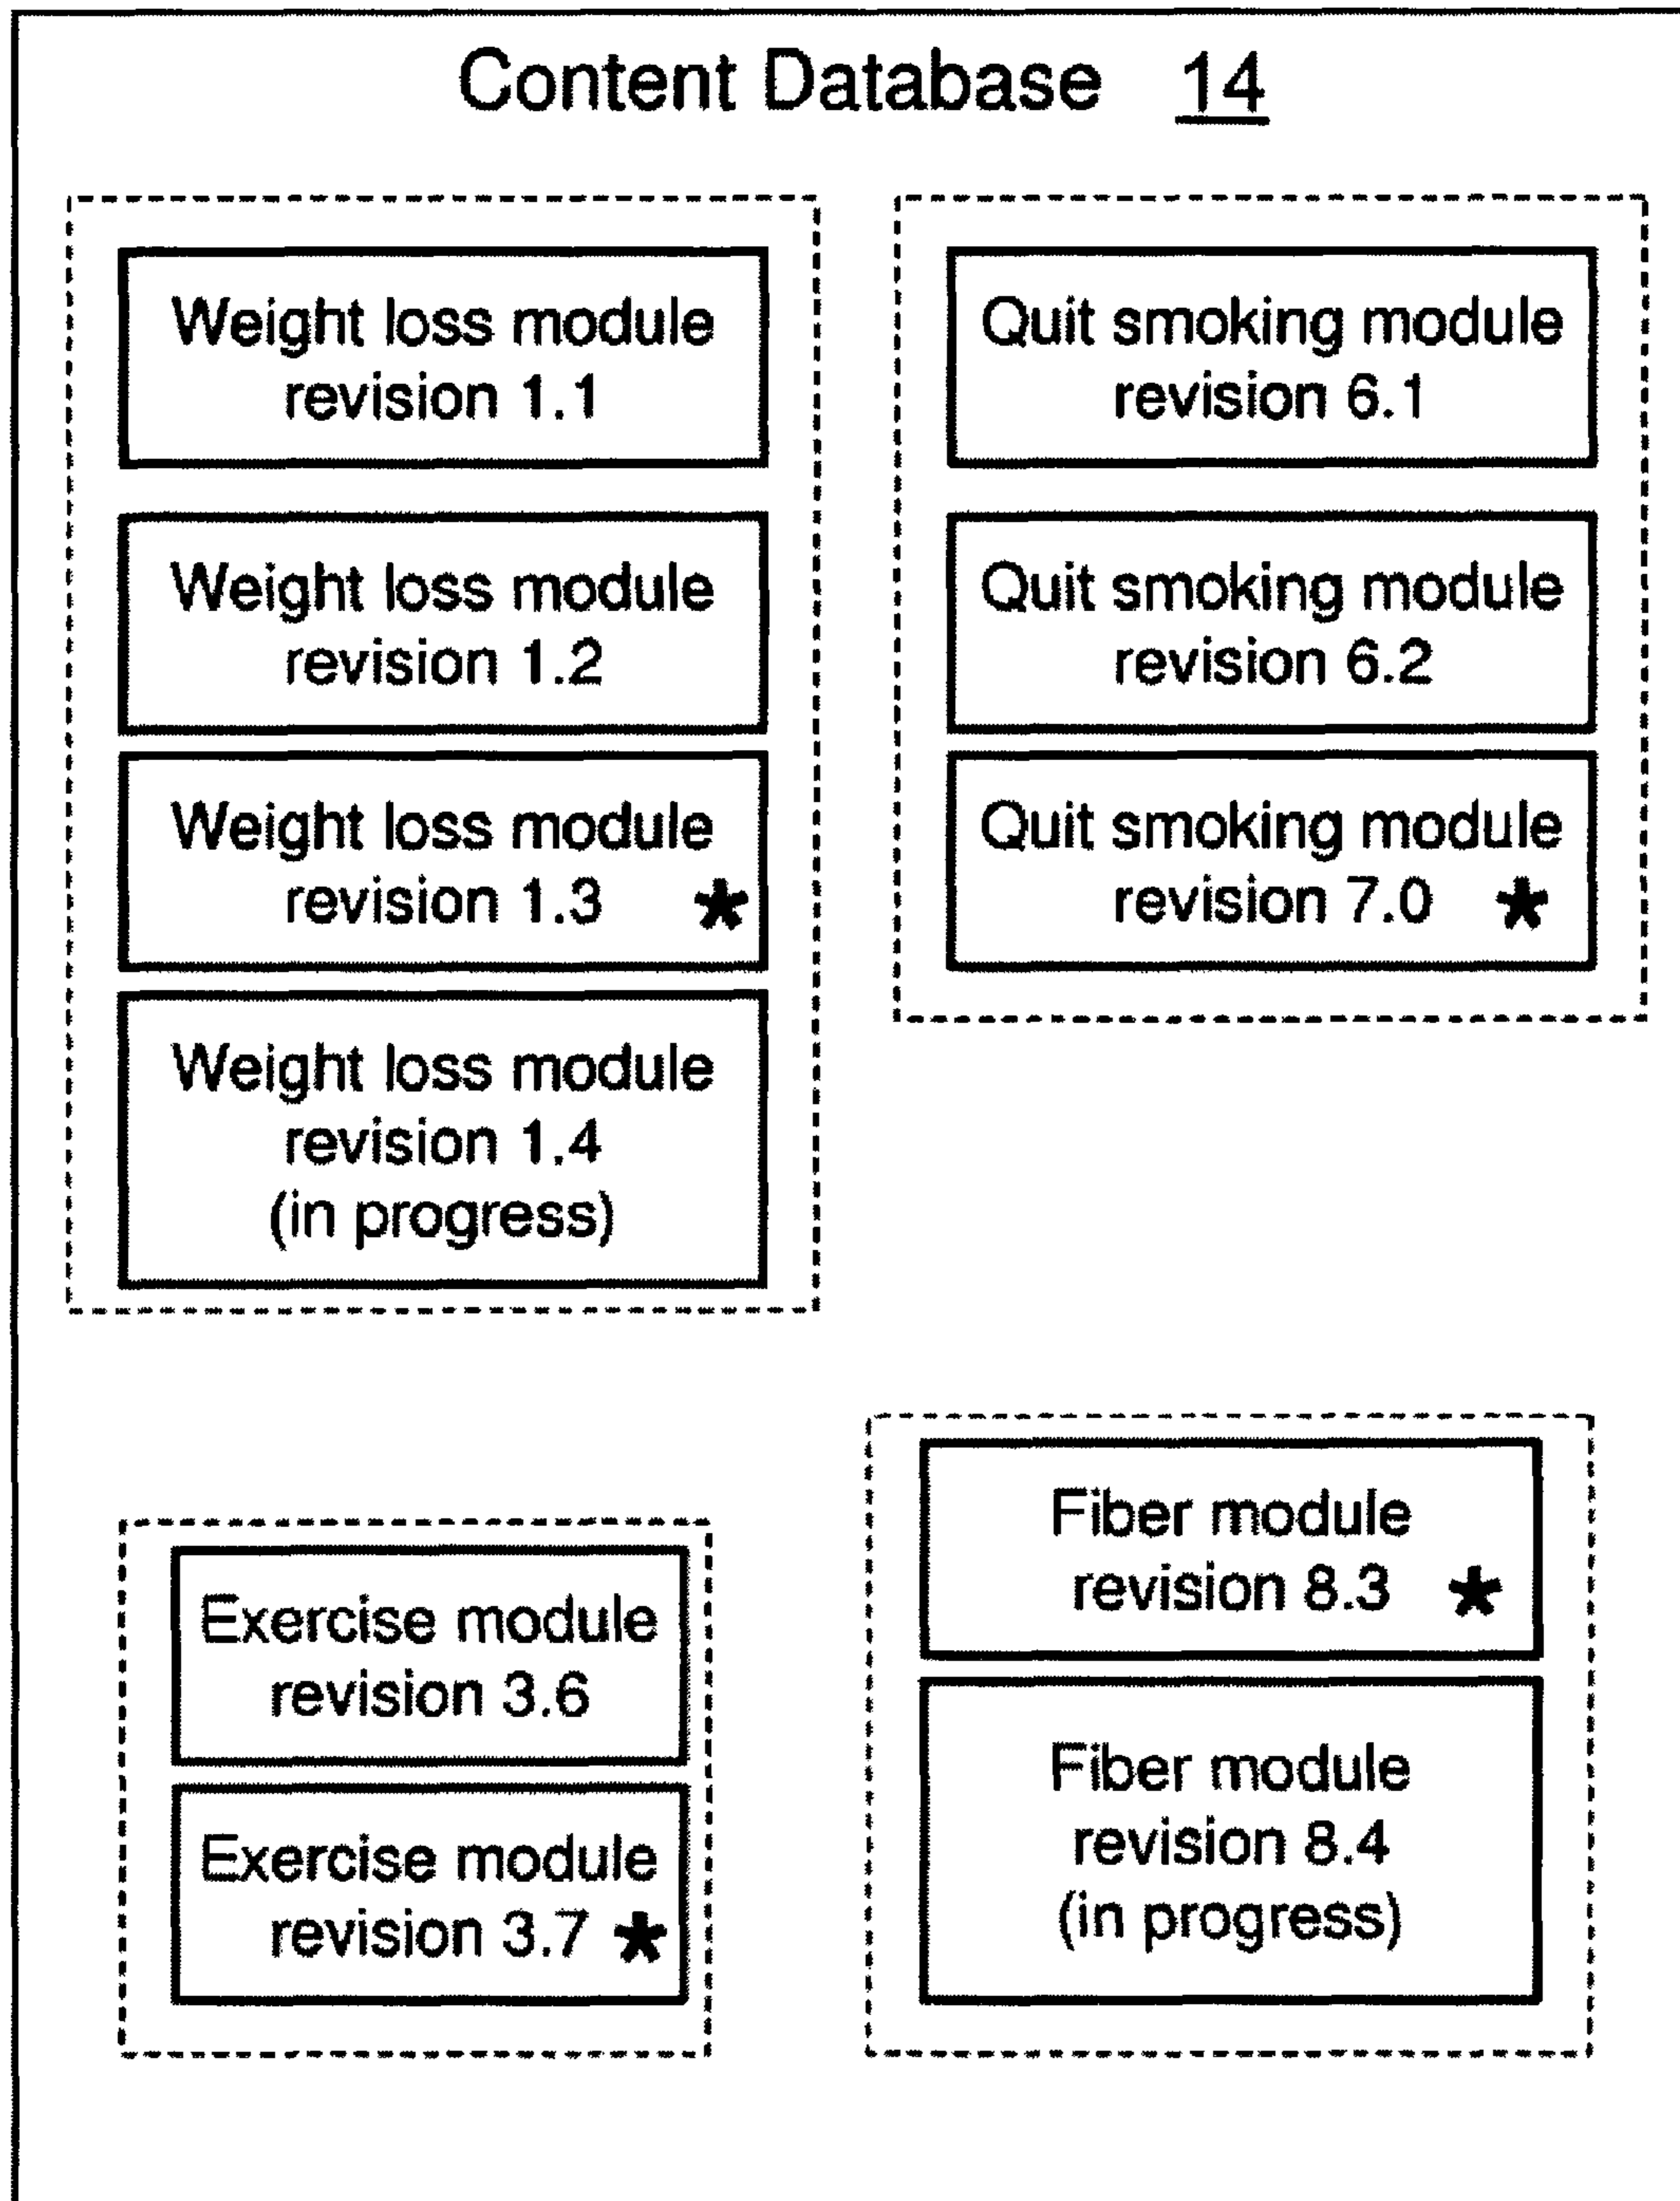 Content Database 14
Weight loss module
revision 1.1
Weight loss module
revision 1.2
Weight loss module
revision 1.3 *
Weight loss module
revision 1.4
(in progress)
Quit smoking module
revision 6.1
Quit smoking module
revision 6.2
Quit smoking module
revision 7.0 *
Exercise module
revision 3.6
Exercise module
revision 3.7 *
Fiber module
revision 8.3 *
Fiber module
revision 8.4
(in progress)